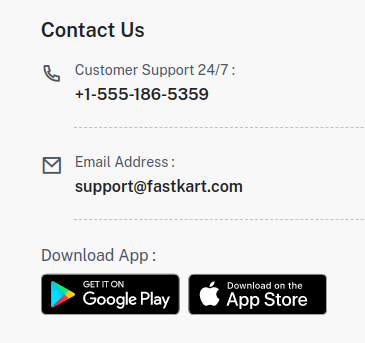 Contact Us
Customer Support 24/7 :
+1-555-186-5359
Email Address :
support@fastkart.com
Download App :
GET IT ON
Google Play
Download on the
App Store